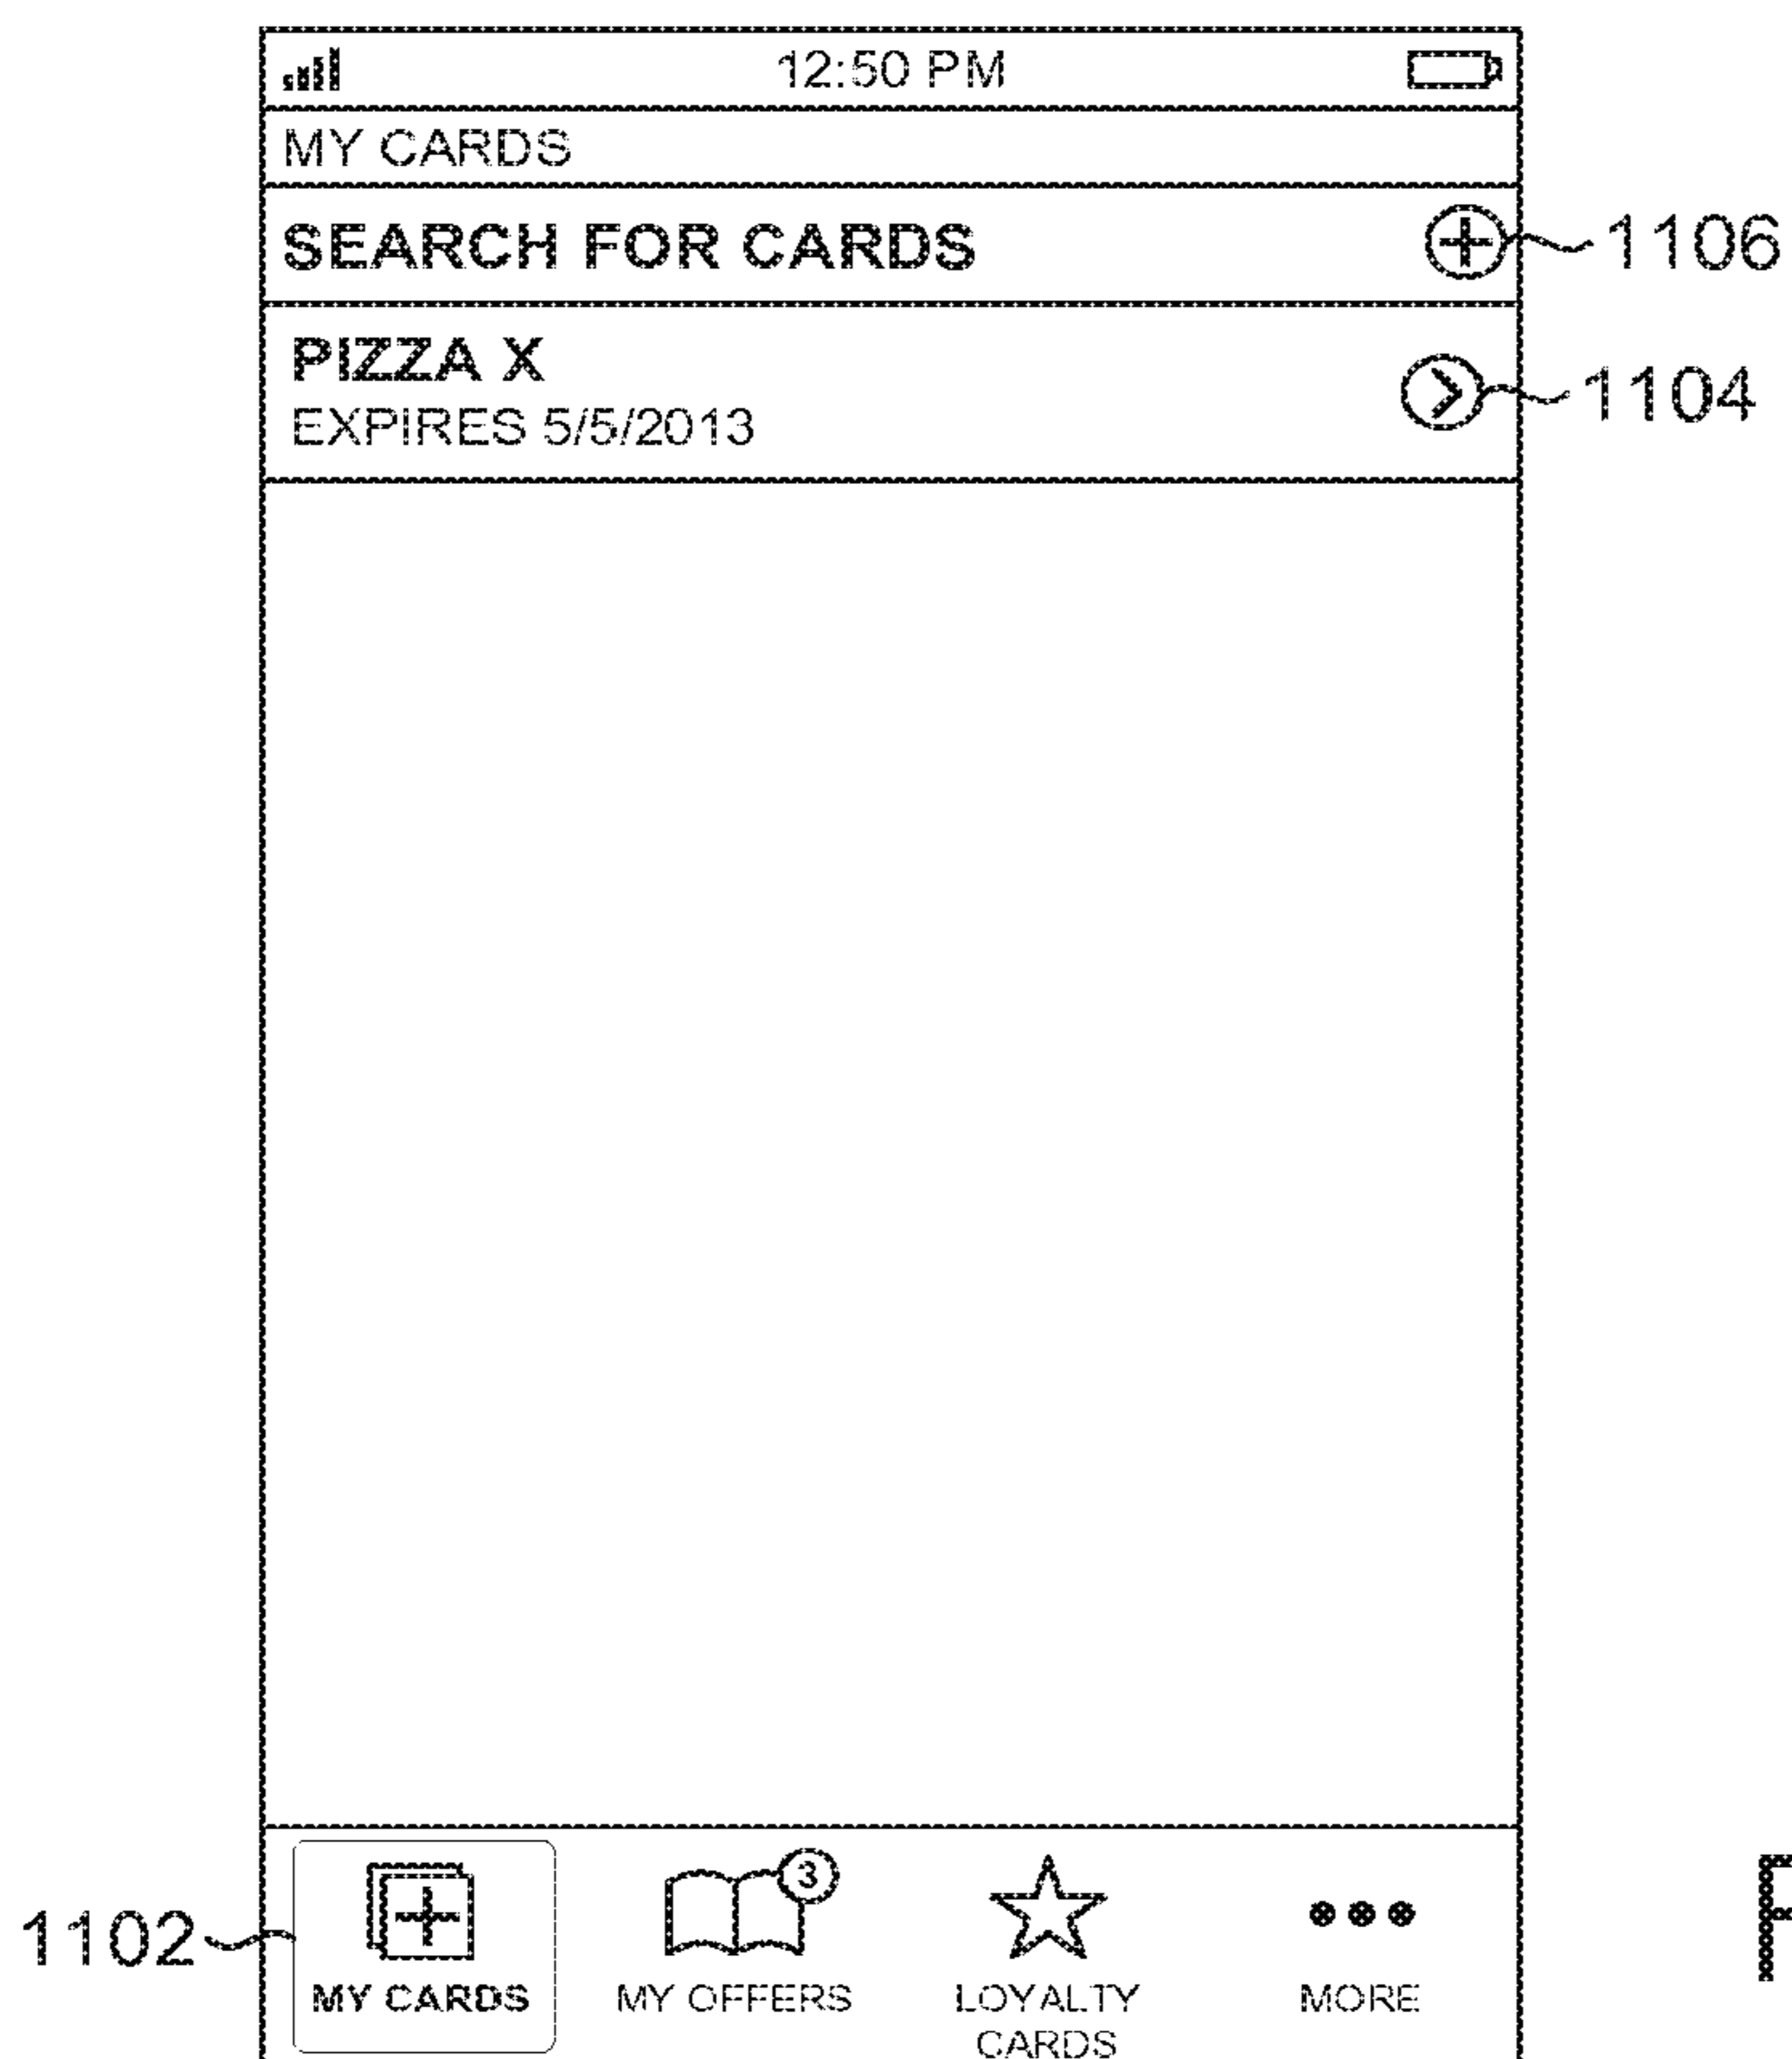 12:50 PM
MY CARDS
SEARCH FOR CARDS
1106
PIZZA X
EXPIRES 5/5/2013
1104
3
1102
MY CARDS
MY OFFERS
LOYALTY
CARDS
MORE
F